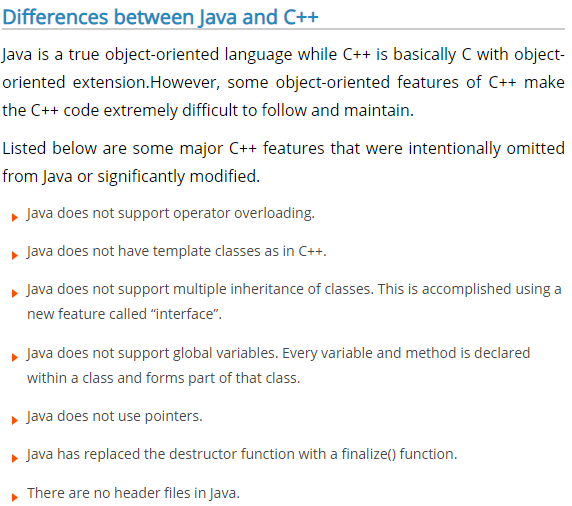 Differences between Java and C++
Java is a true object-oriented language while C++ is basically C with object-
oriented extension.However, some object-oriented features of C++ make
the C++ code extremely difficult to follow and maintain.
Listed below are some major C++ features that were intentionally omitted
from Java or significantly modified.
Java does not support operator overloading.
Java does not have template classes as in C++.
Java does not support multiple inheritance of classes. This is accomplished using a
new feature called “interface”.
Java does not support global variables. Every variable and method is declared
within a class and forms part of that class.
Java does not use pointers.
Java has replaced the destructor function with a finalize() function.
There are no header files in Java.